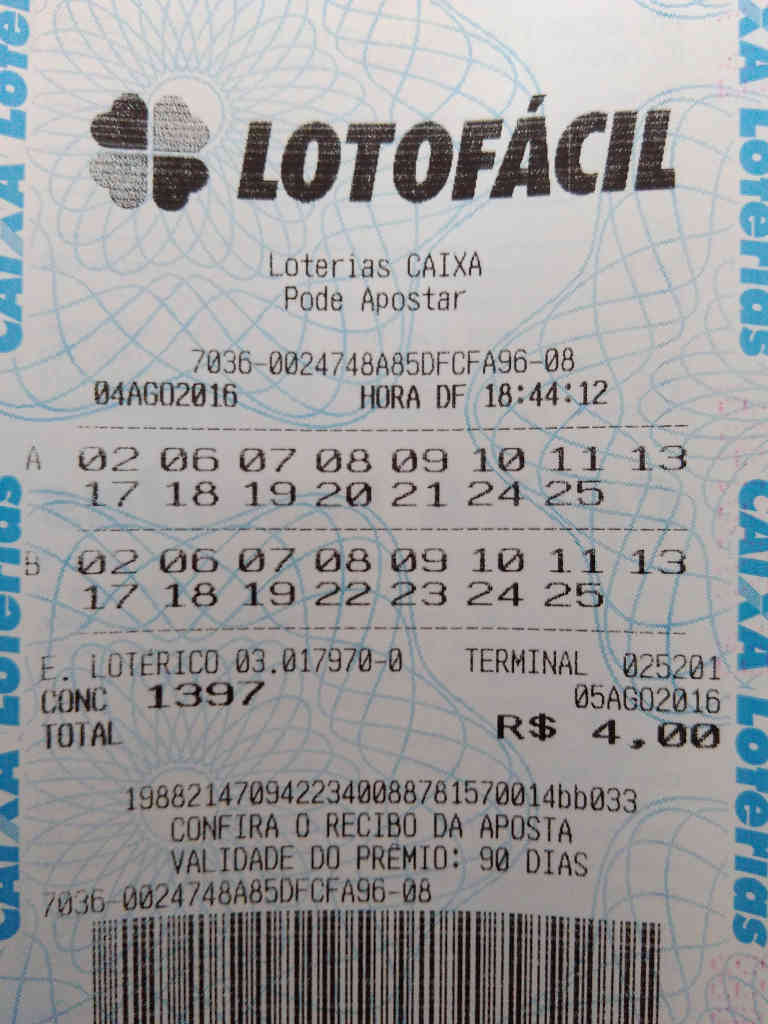 LOTOFÁCIL
Loterias CAIXA
Pode Apostar
7036-0024748A85DFCFA96-08
04AGO2016 HORA DF 18:44:12
A 02 06 07 08 09 10 11 13
17 18 19 20 21 24 25
B 02 06 07 08 09 10 11 13
17 18 19 22 23 24 25
E. LOTÉRICO 03.017970-0 TERMINAL 025201
CONC 1397 05AGO2016
TOTAL R$ 4,00
1988214709422340088781570014bb033
CONFIRA O RECIBO DA APOSTA
VALIDADE DO PRÊMIO: 90 DIAS
7036-0024748A85DFCFA96-08
CAIXA Loterias
CAIXA Loterias
CAIXA Loterias
CAIXA Loterias